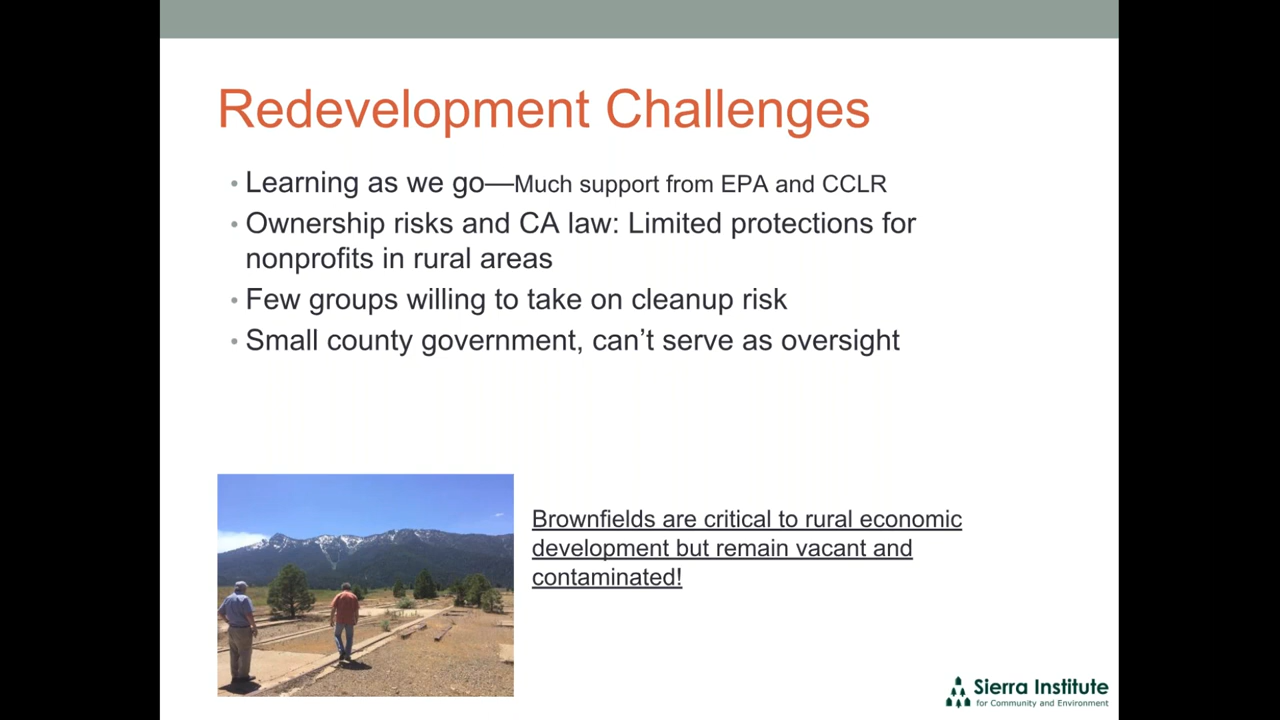 Redevelopment Challenges
• Learning as we go—Much support from EPA and CCLR
• Ownership risks and CA law: Limited protections for
nonprofits in rural areas
• Few groups willing to take on cleanup risk
• Small county government, can’t serve as oversight
Brownfields are critical to rural economic
development but remain vacant and
contaminated!
Sierra Institute
for Community and Environment